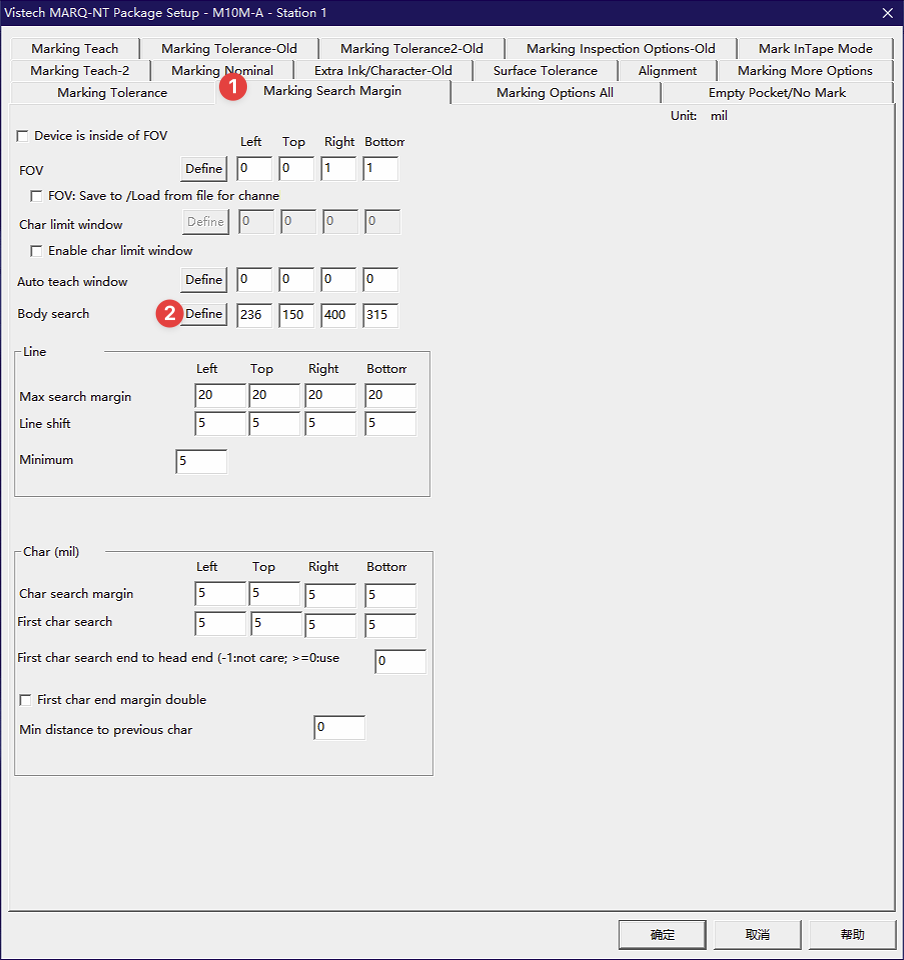 Vistech MARQ-NT Package Setup - M10M-A - Station 1
Marking Teach Marking Tolerance-Old Marking Tolerance2-Old Marking Inspection Options-Old Mark InTape Mode
Marking Teach-2 Marking Nominal Extra Ink/Character-Old Surface Tolerance Alignment Marking More Options
Marking Tolerance 1 Marking Search Margin Marking Options All Empty Pocket/No Mark
Unit: mil
Device is inside of FOV
Left Top Right Bottom
FOV Define 0 0 1 1
FOV: Save to /Load from file for channe
Char limit window Define 0 0 0 0
Enable char limit window
Auto teach window Define 0 0 0 0
Body search 2 Define 236 150 400 315
Line
Left Top Right Bottom
Max search margin 20 20 20 20
Line shift 5 5 5 5
Minimum 5
Char (mil)
Left Top Right Bottom
Char search margin 5 5 5 5
First char search 5 5 5 5
First char search end to head end (-1:not care; >=0:use 0
First char end margin double
Min distance to previous char 0
确定 取消 帮助